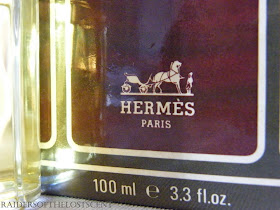 HERMÈS
PARIS
100 ml e 3.3 fl.oz.
RAIDERSOFTHELOSTSCENT